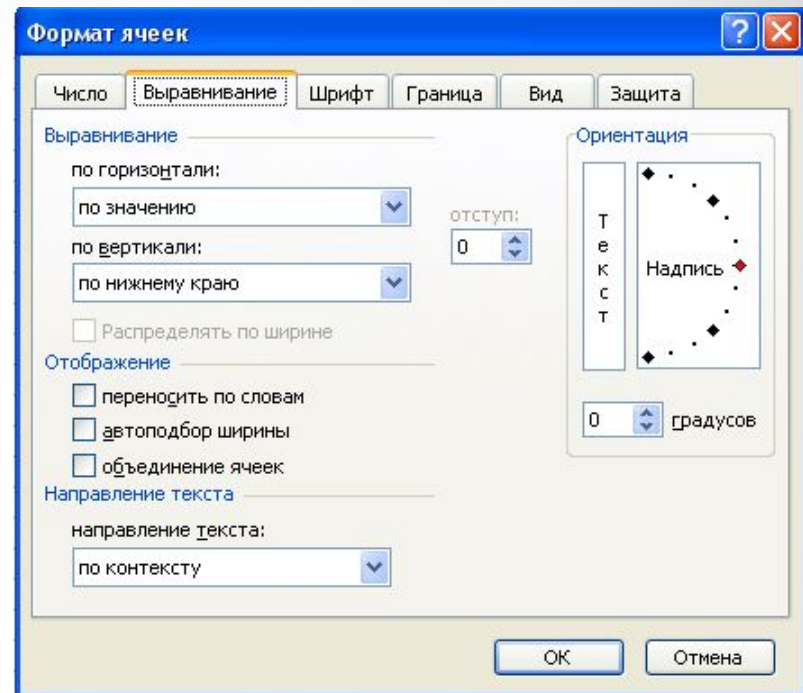 Формат ячеек
Число Выравнивание Шрифт Граница Вид Защита
Выравнивание
по горизонтали:
по значению
отступ:
0
по вертикали:
по нижнему краю
Распределять по ширине
Отображение
переносить по словам
автоподбор ширины
объединение ячеек
Направление текста
направление текста:
по контексту
Ориентация
Текст
Надпись
0 градусов
ОК Отмена